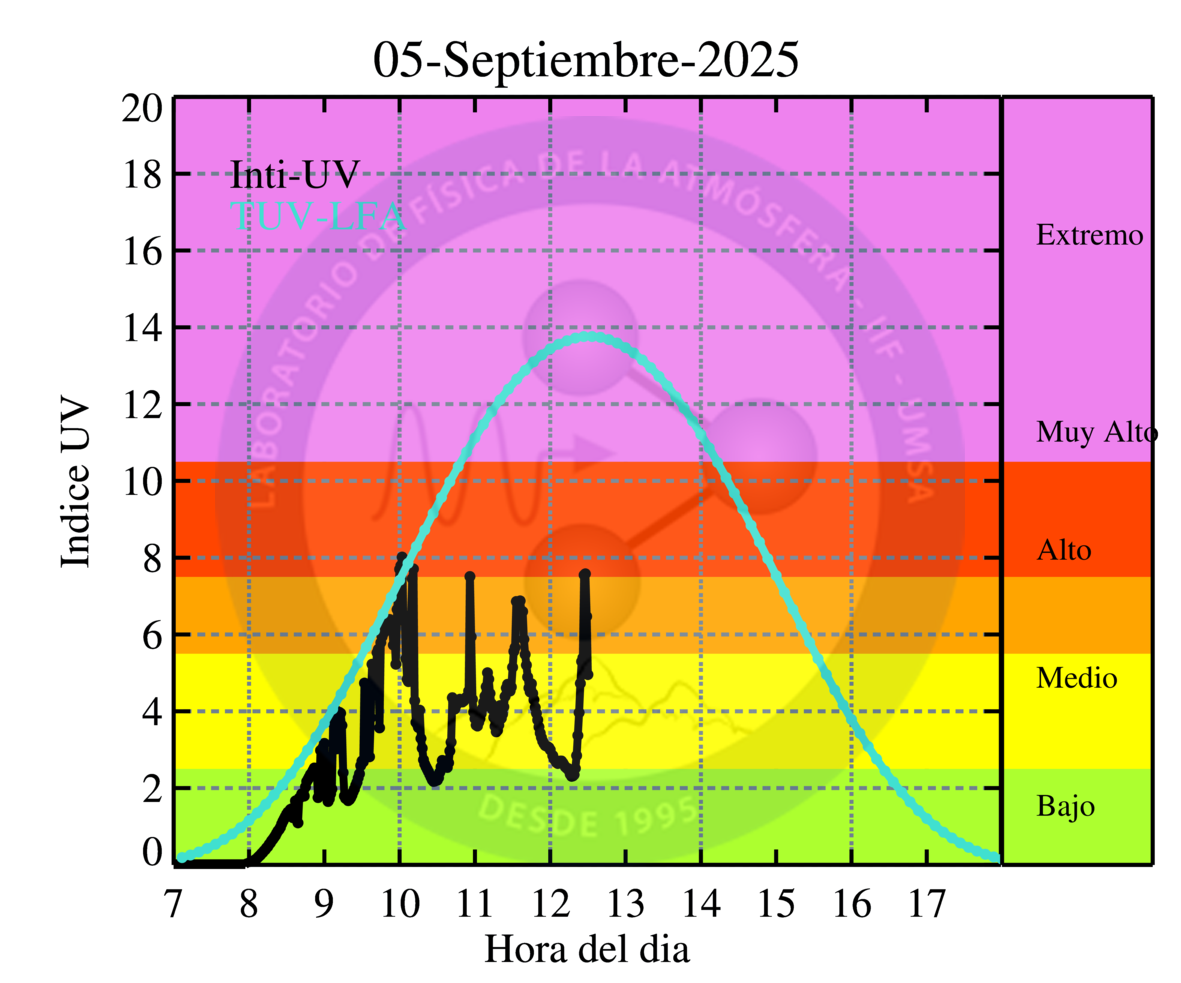 05-Septiembre-2025
20
18
16
14
12
10
8
6
4
2
0
Indice UV
Inti-UV
TUV-LFA
LABORATORIO DE FÍSICA DE LA ATMÓSFERA - IIF - UMSA
DESDE 1995
Extremo
Muy Alto
Alto
Medio
Bajo
7 8 9 10 11 12 13 14 15 16 17
Hora del dia